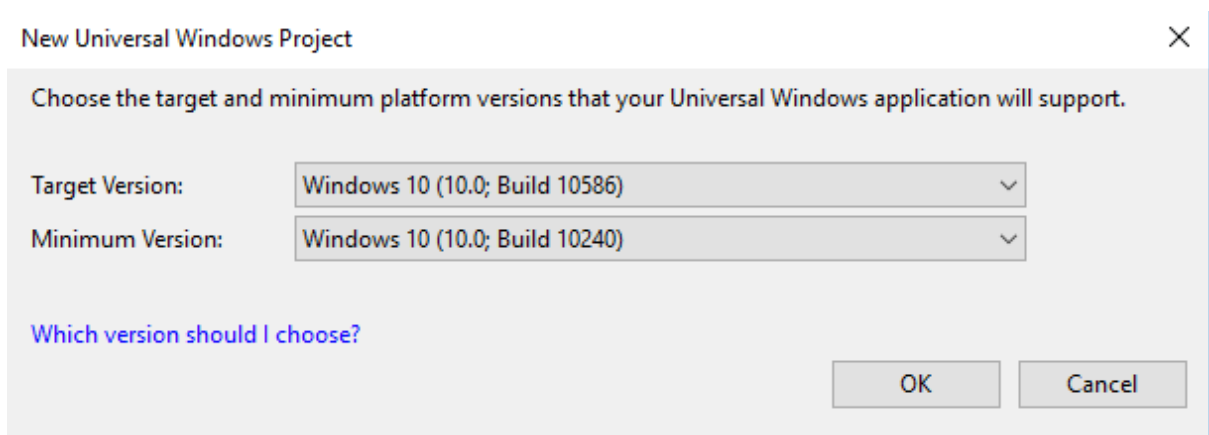 New Universal Windows Project
Choose the target and minimum platform versions that your Universal Windows application will support.
Target Version: Windows 10 (10.0; Build 10586)
Minimum Version: Windows 10 (10.0; Build 10240)
Which version should I choose?
OK Cancel